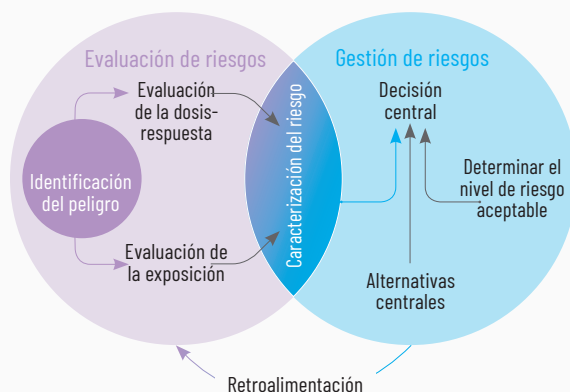 Evaluación de riesgos
Gestión de riesgos
Evaluación
de la dosis-
respuesta
Identificación
del peligro
Evaluación de
la exposición
Caracterización del riesgo
Decisión
central
Determinar el
nivel de riesgo
aceptable
Alternativas
centrales
Retroalimentación